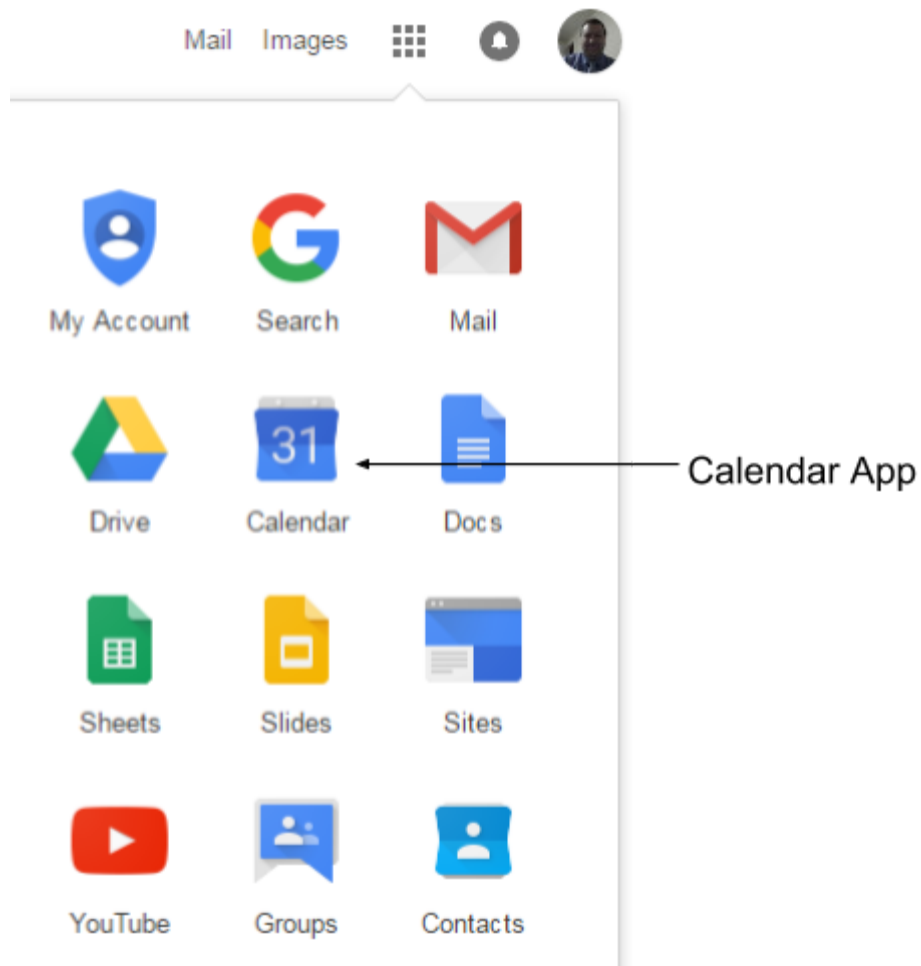 Mail Images
My Account Search Mail
31
Drive Calendar Docs
Calendar App
Sheets Slides Sites
YouTube Groups Contacts